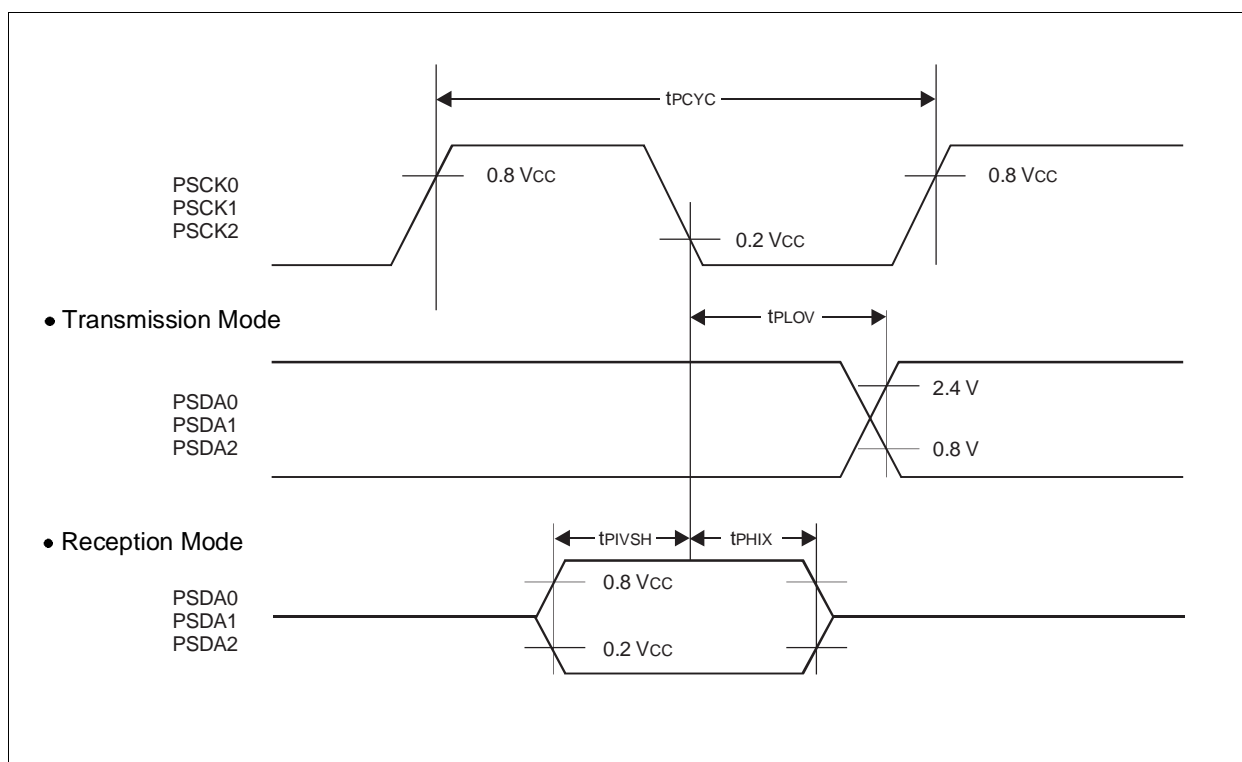 tPCYC
PSCK0
PSCK1
PSCK2
0.8 VCC
0.8 VCC
0.2 VCC
• Transmission Mode
tPLOV
PSDA0
PSDA1
PSDA2
2.4 V
0.8 V
• Reception Mode
tPIVSH
tPHIX
PSDA0
PSDA1
PSDA2
0.8 VCC
0.2 VCC